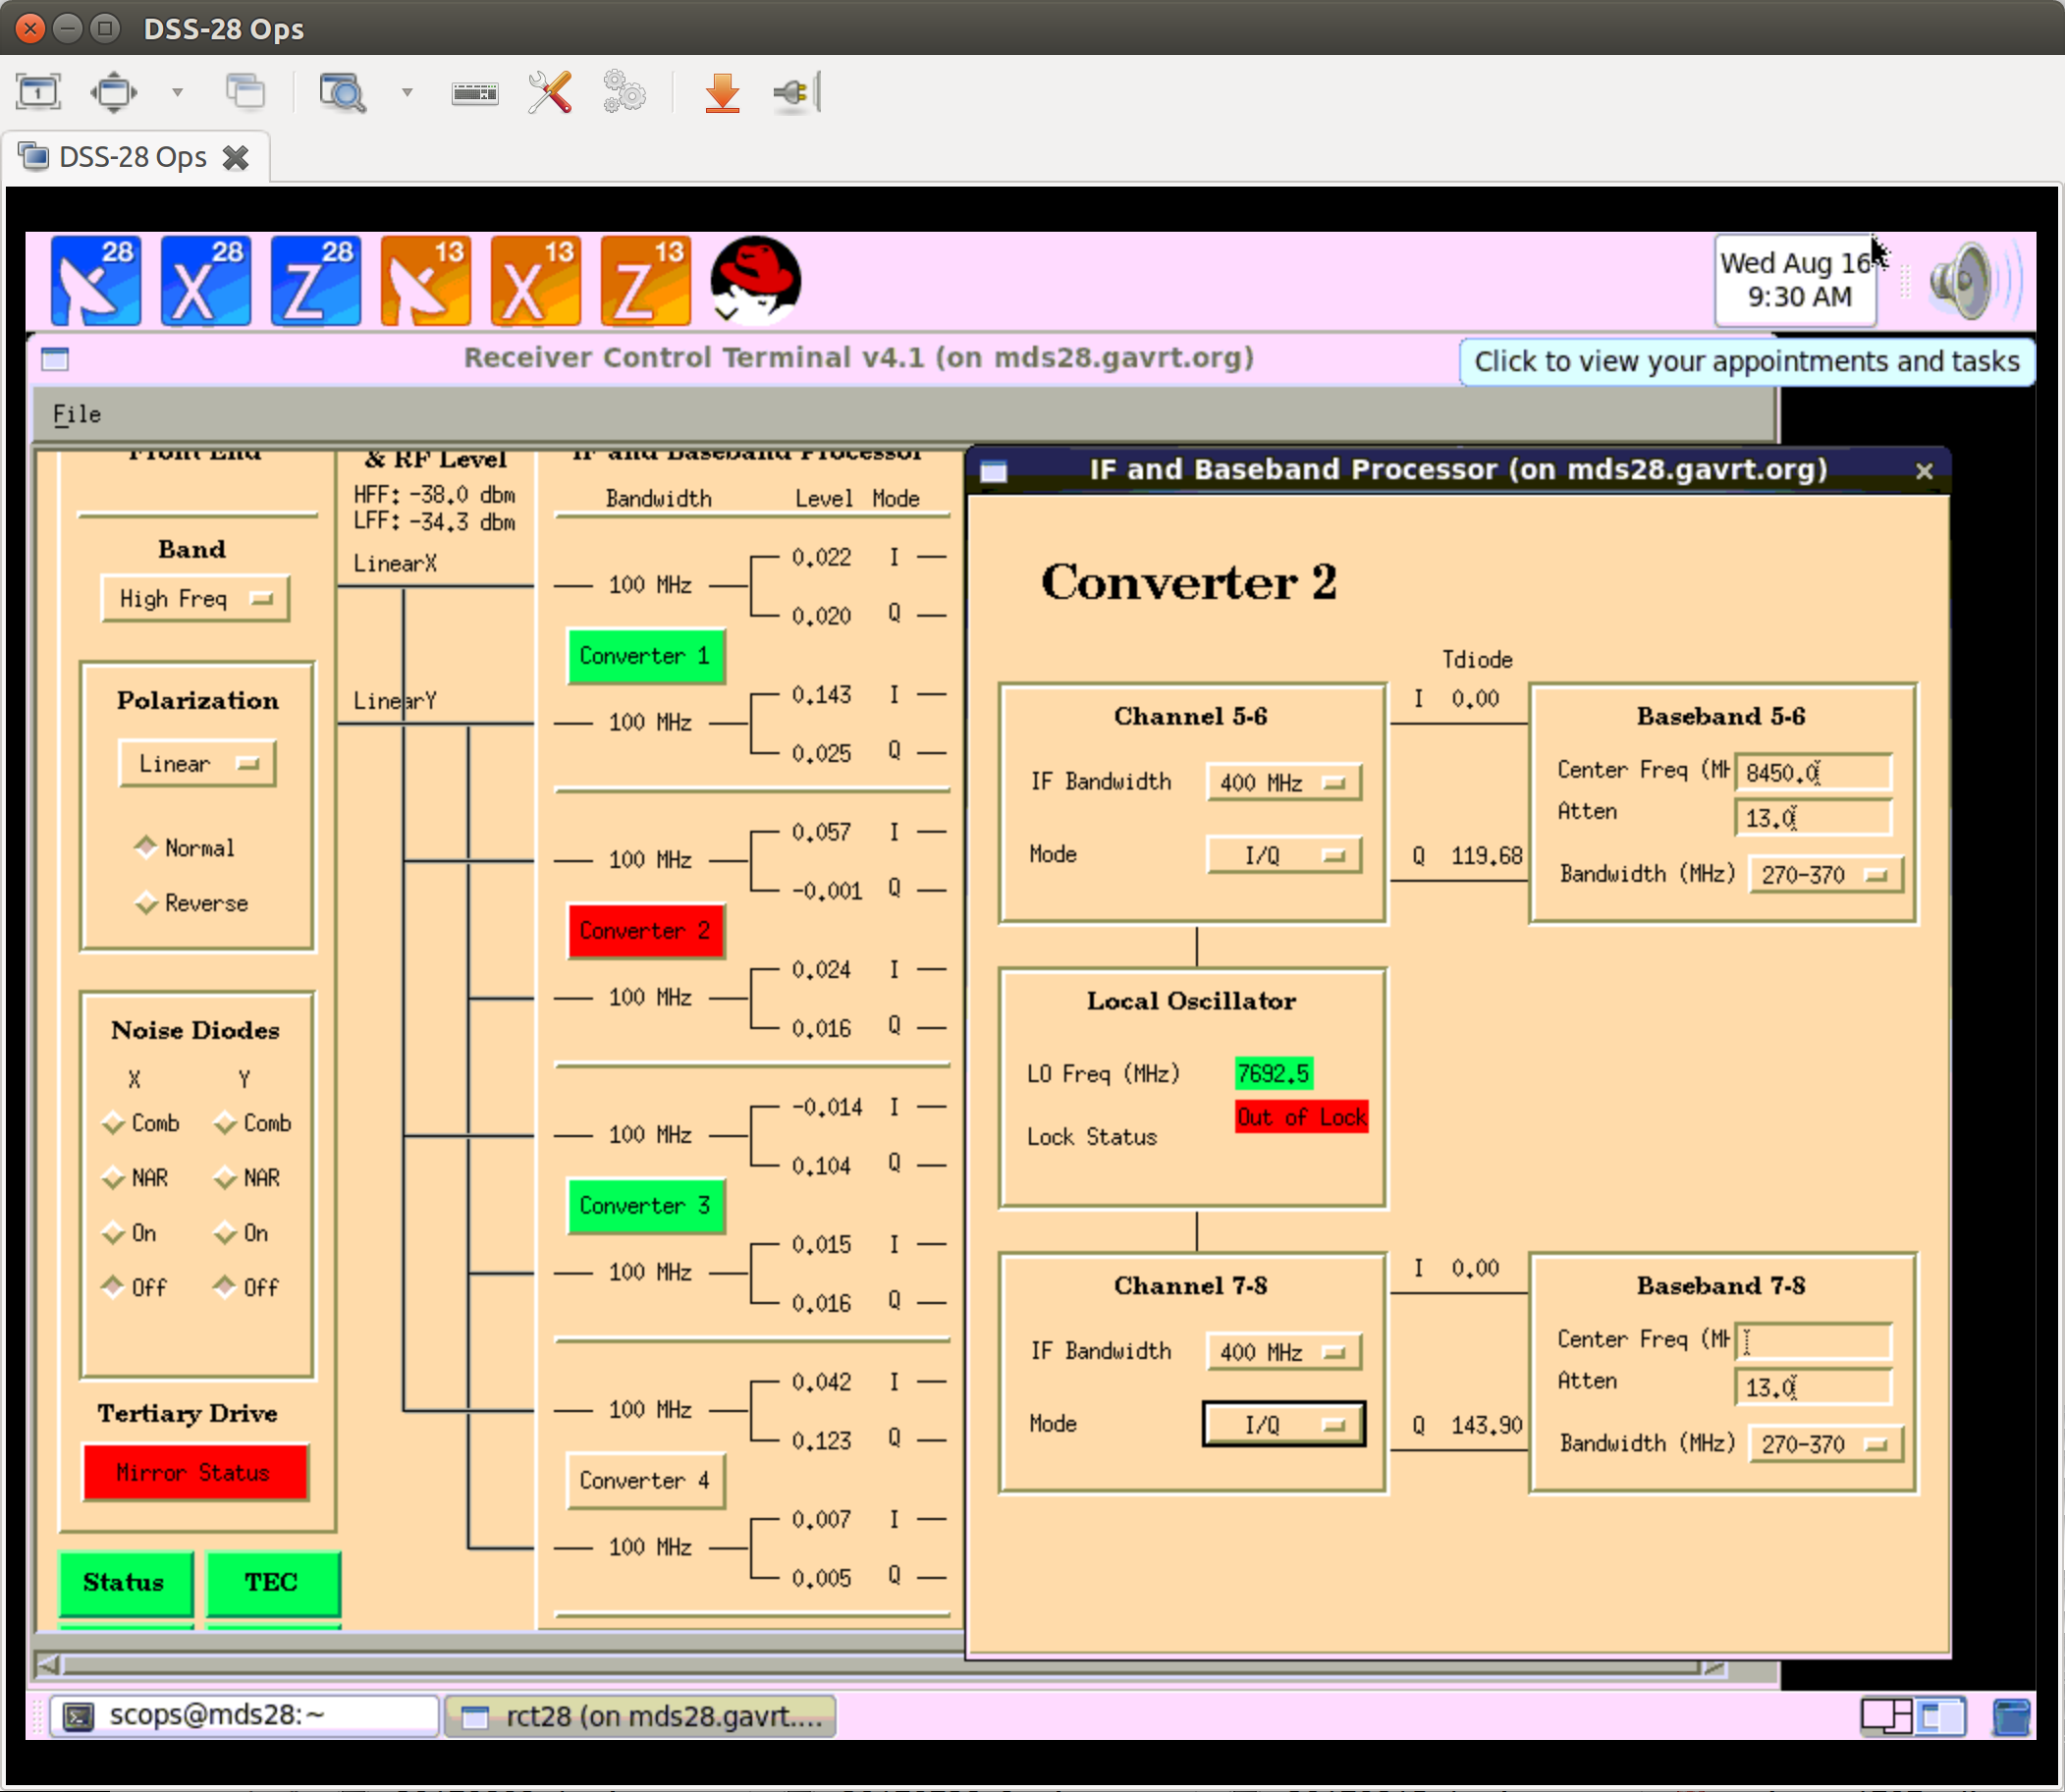 DSS-28 Ops
1
DSS-28 Ops
28
X 28
Z 28
13
X 13
Z 13
Wed Aug 16
9:30 AM
Receiver Control Terminal v4.1 (on mds28.gavrt.org)
Click to view your appointments and tasks
File
Front End
& RF Level
HFF: -38.0 dbm
LFF: -34.3 dbm
IF and Baseband Processor
Bandwidth Level Mode
Band
High Freq
Polarization
Linear
Normal
Reverse
Noise Diodes
X Y
Comb Comb
NAR NAR
On On
Off Off
Tertiary Drive
Mirror Status
Status TEC
LinearX
LinearY
100 MHz
0.022 I
0.020 Q
Converter 1
100 MHz
0.143 I
0.025 Q
100 MHz
0.057 I
-0.001 Q
Converter 2
100 MHz
0.024 I
0.016 Q
100 MHz
-0.014 I
0.104 Q
Converter 3
100 MHz
0.015 I
0.016 Q
100 MHz
0.042 I
0.123 Q
Converter 4
100 MHz
0.007 I
0.005 Q
IF and Baseband Processor (on mds28.gavrt.org)
Converter 2
Tdiode
Channel 5-6
IF Bandwidth 400 MHz
Mode I/Q
I 0.00
Q 119.68
Baseband 5-6
Center Freq (MH 8450.0
Atten 13.0
Bandwidth (MHz) 270-370
Local Oscillator
LO Freq (MHz) 7692.5
Lock Status Out of Lock
Channel 7-8
IF Bandwidth 400 MHz
Mode I/Q
I 0.00
Q 143.90
Baseband 7-8
Center Freq (MH
Atten 13.0
Bandwidth (MHz) 270-370
scops@mds28:~
rct28 (on mds28.gavrt....